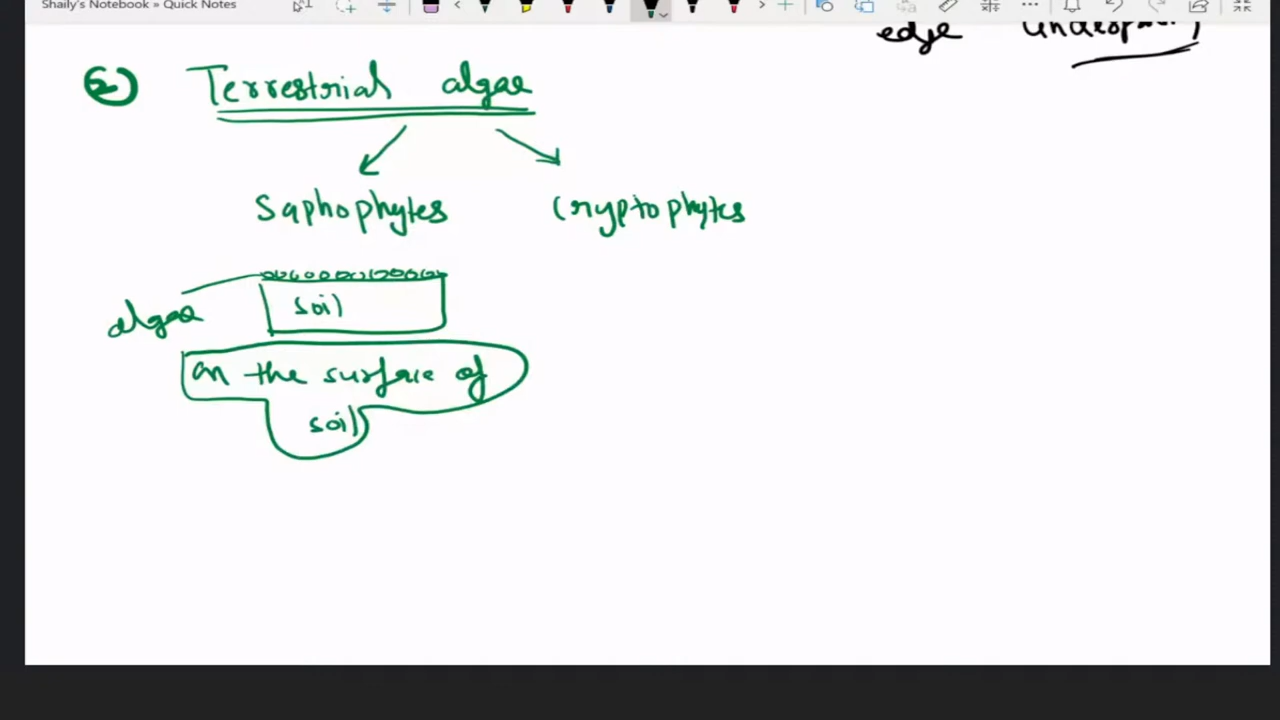 Shaily's Notebook » Quick Notes
edge
2) Terrestrial algae
Saphophytes Cryptophytes
algae soil
on the surface of
soil